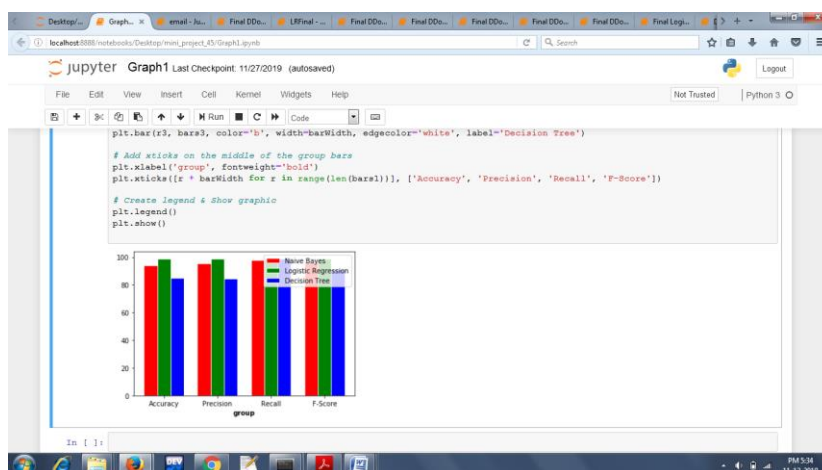 Desktop/...
Graph...
email - Ju...
Final DDo...
LRFinal - ...
Final DDo...
Final DDo...
Final DDo...
Final DDo...
Final DDo...
Final Logi...
localhost:8888/notebooks/Desktop/mini_project_45/Graph1.ipynb
Search
jupyter Graph1 Last Checkpoint: 11/27/2019 (autosaved)
Logout
File Edit View Insert Cell Kernel Widgets Help
Not Trusted Python 3
Run Code
plt.bar(r3, bars3, color='b', width=barWidth, edgecolor='white', label='Decision Tree')
# Add xticks on the middle of the group bars
plt.xlabel('group', fontweight='bold')
plt.xticks([r + barWidth for r in range(len(bars1))], ['Accuracy', 'Precision', 'Recall', 'F-Score'])
# Create legend & Show graphic
plt.legend()
plt.show()
100
80
60
40
20
0
Naive Bayes
Logistic Regression
Decision Tree
Accuracy Precision Recall F-Score
group
In [ ]:
DEV
PM 5:34